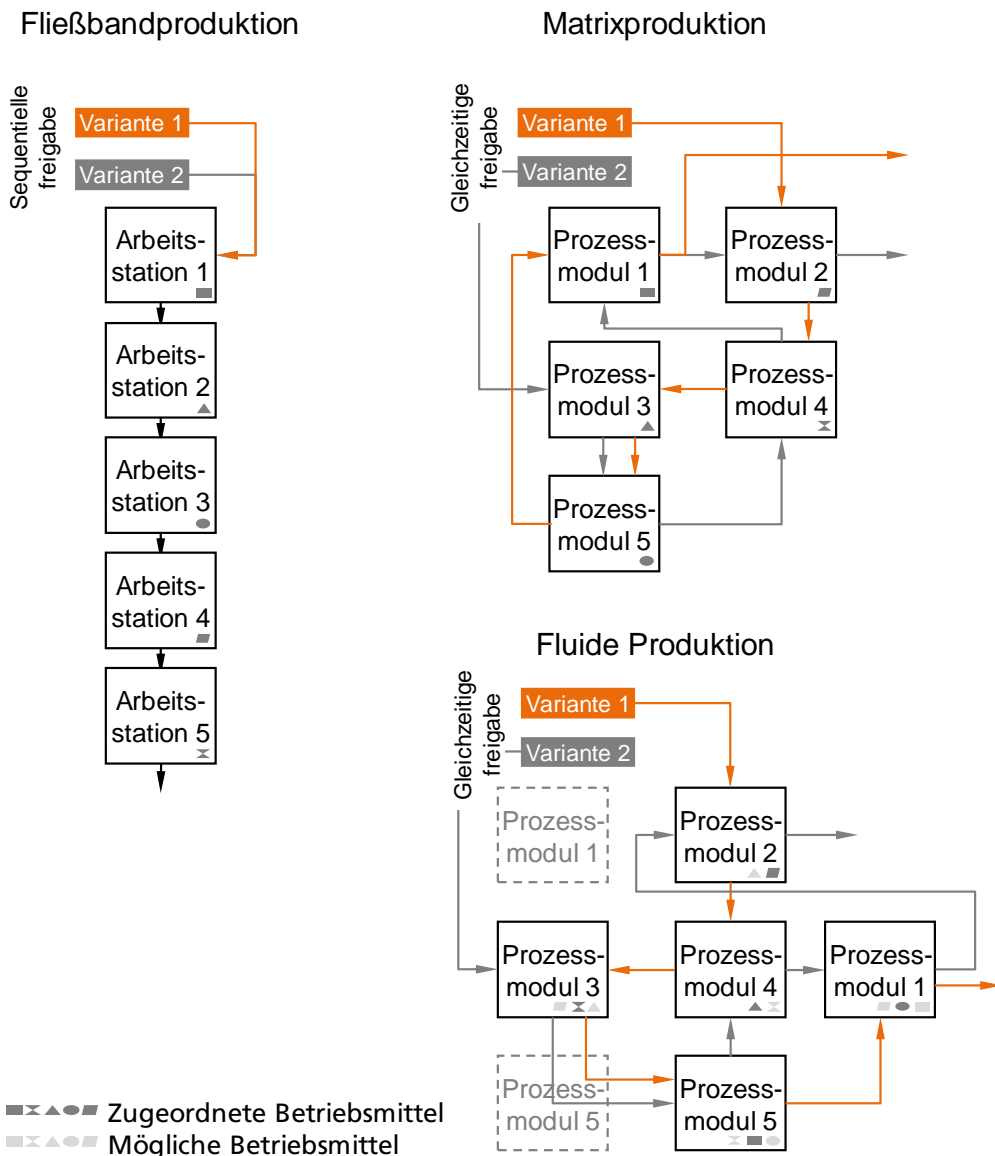 Fließbandproduktion
Sequentielle
freigabe
Variante 1
Variante 2
Arbeits-
station 1
Arbeits-
station 2
Arbeits-
station 3
Arbeits-
station 4
Arbeits-
station 5
Matrixproduktion
Gleichzeitige
freigabe
Variante 1
Variante 2
Prozess-
modul 1
Prozess-
modul 2
Prozess-
modul 3
Prozess-
modul 4
Prozess-
modul 5
Fluide Produktion
Gleichzeitige
freigabe
Variante 1
Variante 2
Prozess-
modul 1
Prozess-
modul 2
Prozess-
modul 3
Prozess-
modul 4
Prozess-
modul 1
Prozess-
modul 5
Prozess-
modul 5
Zugeordnete Betriebsmittel
Mögliche Betriebsmittel